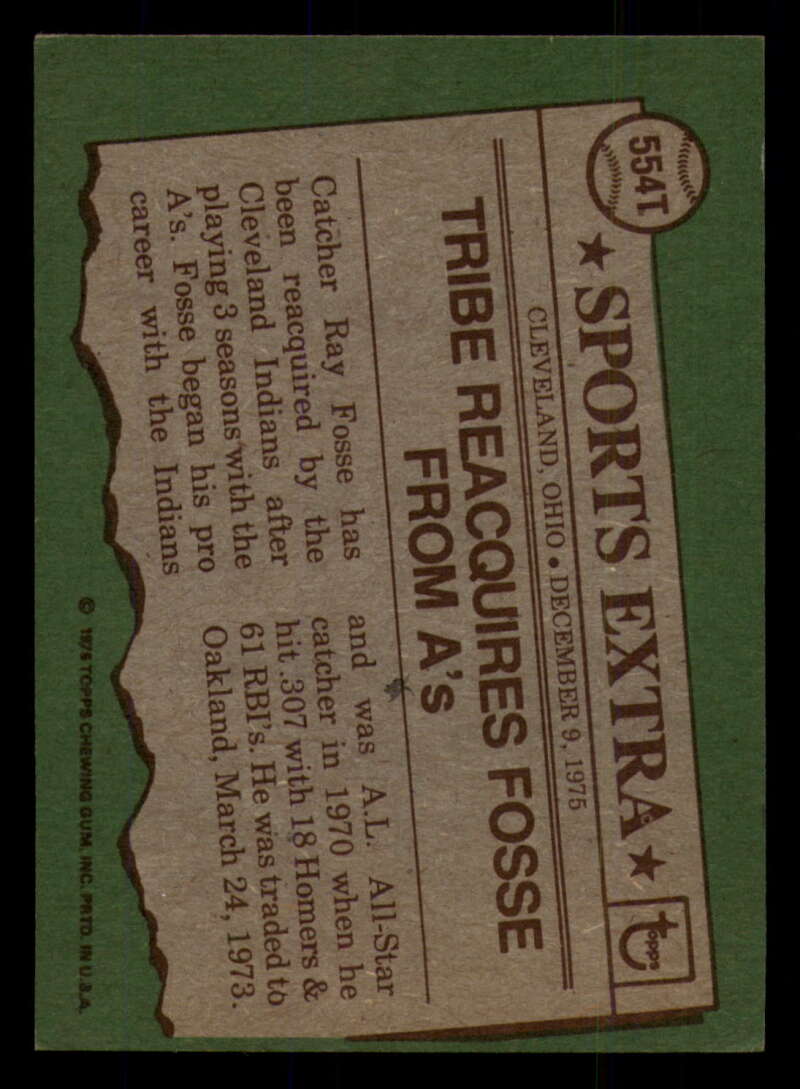 554T
★ SPORTS EXTRA ★
topps
CLEVELAND, OHIO • DECEMBER 9, 1975
TRIBE REACQUIRES FOSSE
FROM A's
Catcher Ray Fosse has
been reacquired by the
Cleveland Indians after
playing 3 seasons with the
A's. Fosse began his pro
career with the Indians
and was A.L. All-Star
catcher in 1970 when he
hit .307 with 18 Homers &
61 RBI's. He was traded to
Oakland, March 24, 1973.
© 1976 TOPPS CHEWING GUM, INC. PRTD. IN U.S.A.